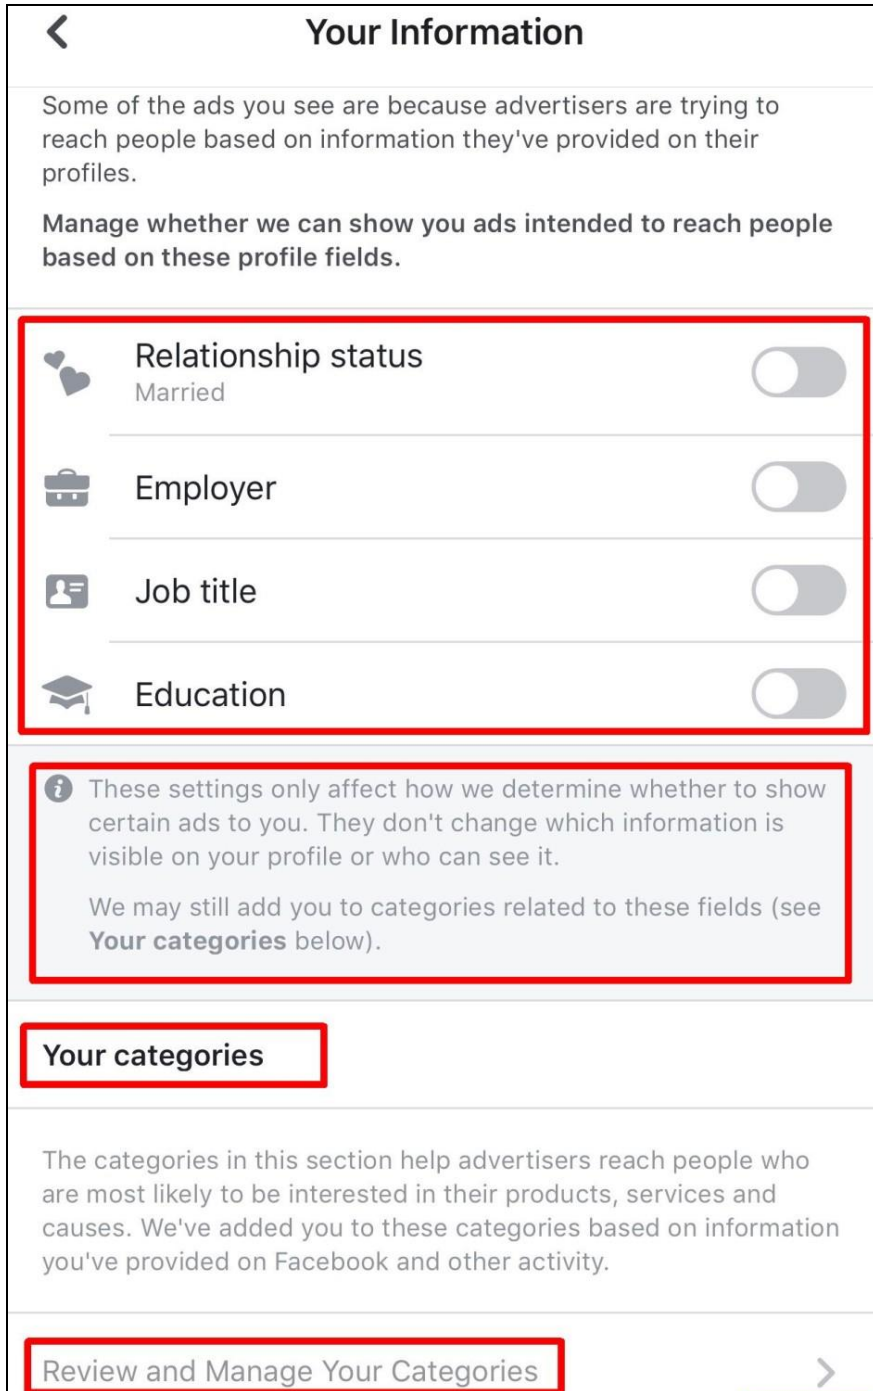 Your Information
Some of the ads you see are because advertisers are trying to
reach people based on information they've provided on their
profiles.
Manage whether we can show you ads intended to reach people
based on these profile fields.
Relationship status
Married
Employer
Job title
Education
These settings only affect how we determine whether to show
certain ads to you. They don't change which information is
visible on your profile or who can see it.
We may still add you to categories related to these fields (see
Your categories below).
Your categories
The categories in this section help advertisers reach people who
are most likely to be interested in their products, services and
causes. We've added you to these categories based on information
you've provided on Facebook and other activity.
Review and Manage Your Categories